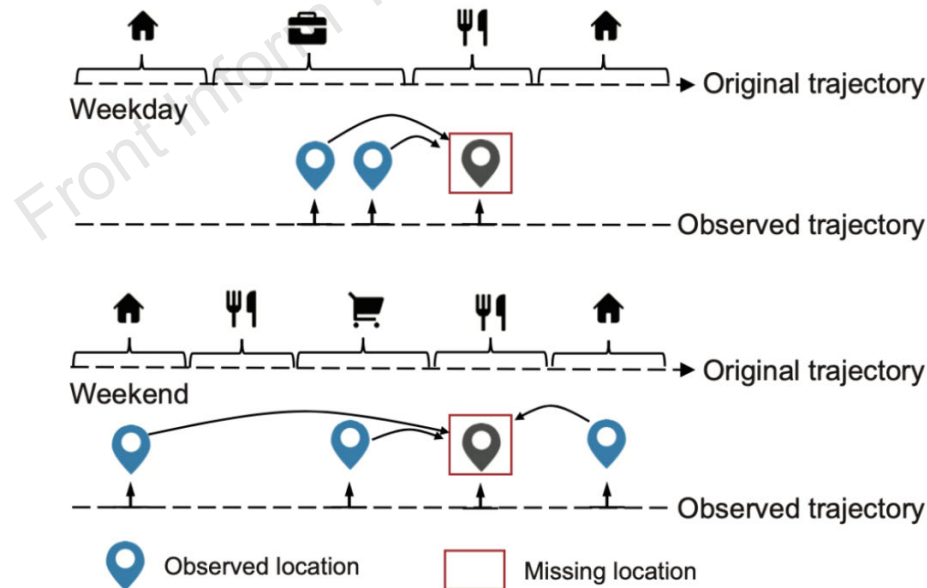 Front Inform
Original trajectory
Weekday
Observed trajectory
Original trajectory
Weekend
Observed trajectory
Observed location
Missing location